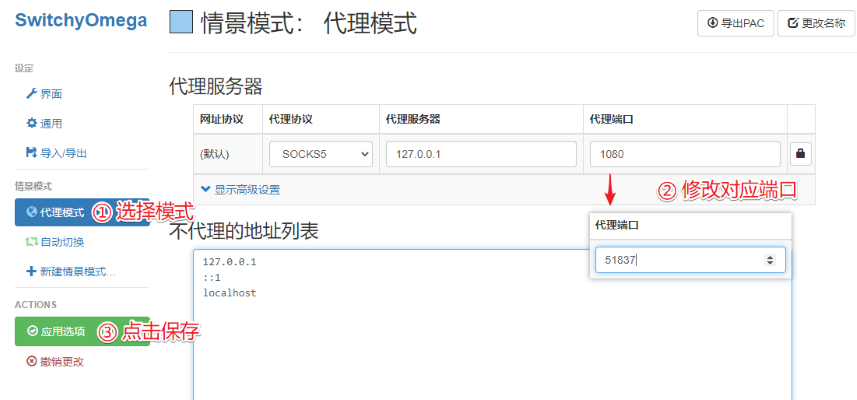 SwitchyOmega
情景模式： 代理模式
导出PAC
更改名称
设定
界面
通用
导入/导出
情景模式
代理模式
① 选择模式
自动切换
新建情景模式...
ACTIONS
应用选项
③ 点击保存
撤销更改
代理服务器
网址协议 代理协议 代理服务器 代理端口
(默认) SOCKS5 127.0.0.1 1080
显示高级设置
② 修改对应端口
代理端口
51837
不代理的地址列表
127.0.0.1
::1
localhost